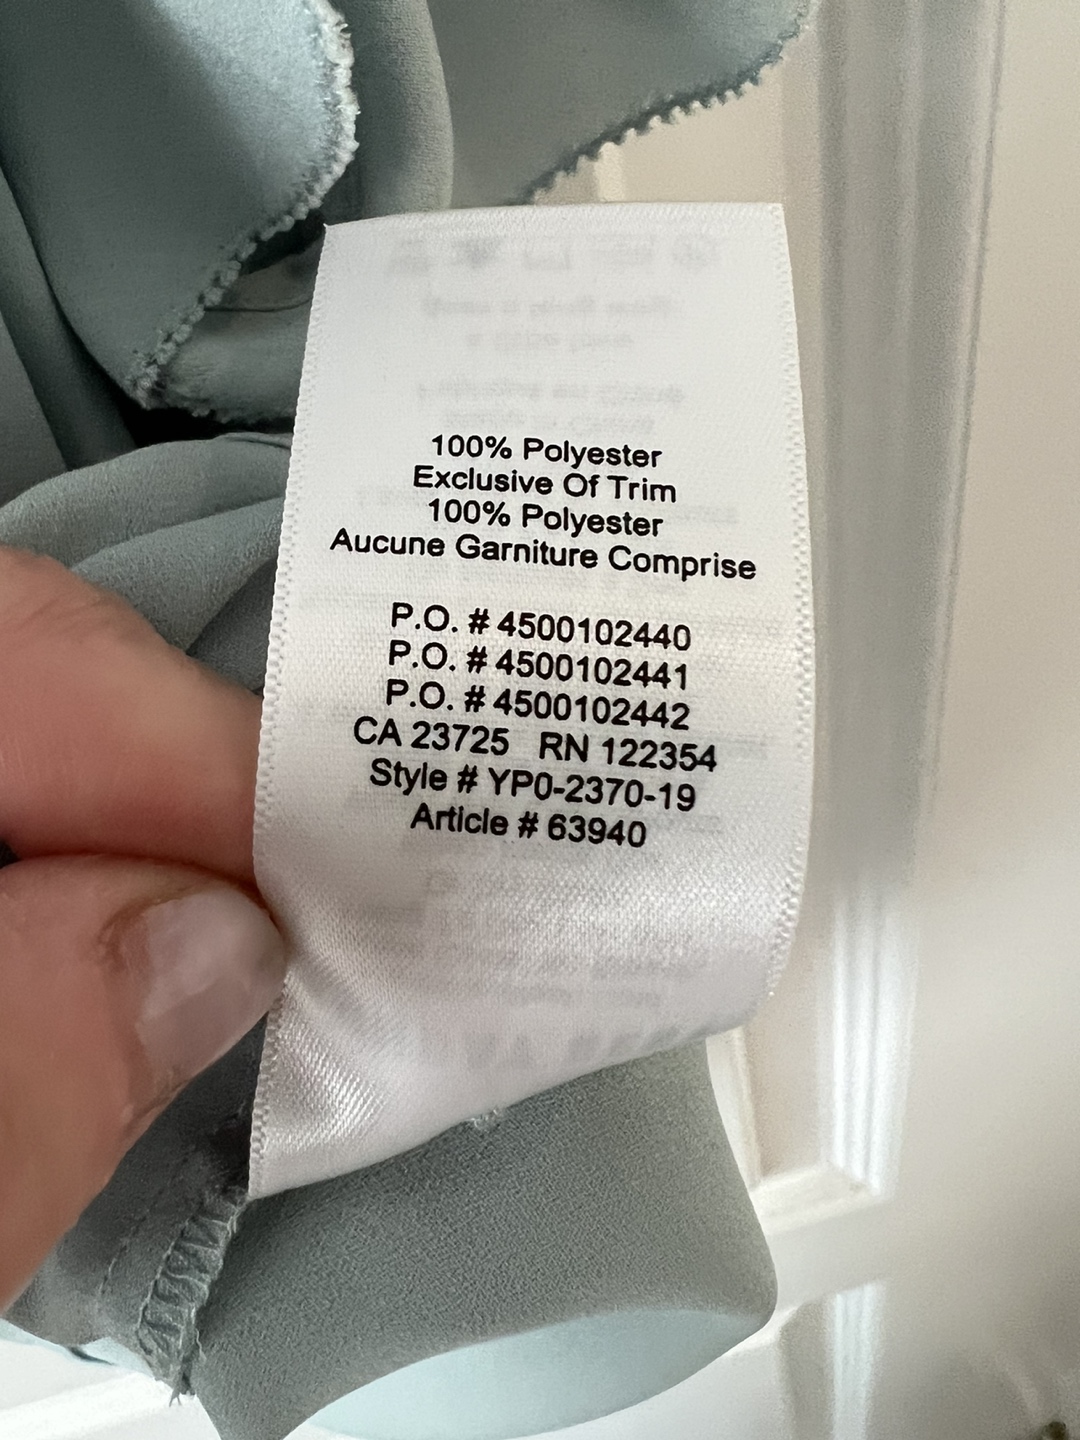 100% Polyester
Exclusive Of Trim
100% Polyester
Aucune Garniture Comprise
P.O. # 4500102440
P.O. # 4500102441
P.O. # 4500102442
CA 23725 RN 122354
Style # YP0-2370-19
Article # 63940